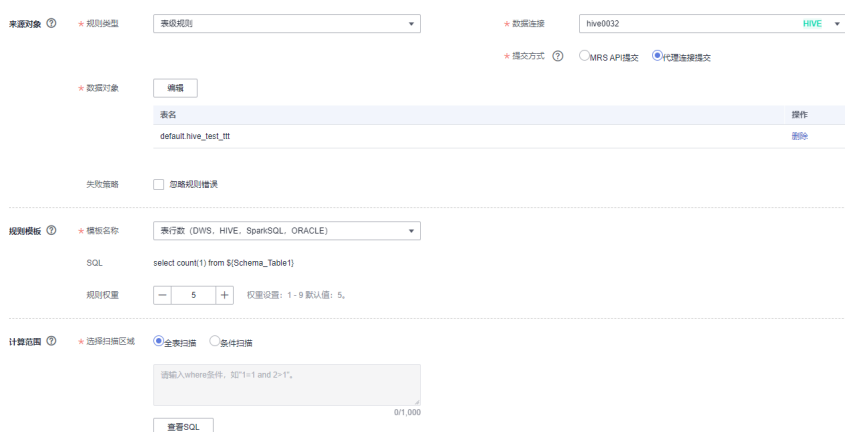 来源对象 * 规则类型 表级规则 * 数据连接 hive0032 HIVE
* 提交方式 MRS API提交 代理连接提交
* 数据对象 编辑
表名 操作
default.hive_test_ttt 删除
失败策略 忽略规则错误
规则模板 * 模板名称 表行数（DWS，HIVE，SparkSQL，ORACLE）
SQL select count(1) from ${Schema_Table1}
规则权重 — 5 + 权重设置：1 - 9 默认值：5。
计算范围 * 选择扫描区域 全表扫描 条件扫描
请输入where条件，如"1=1 and 2>1"。
0/1,000
查看SQL